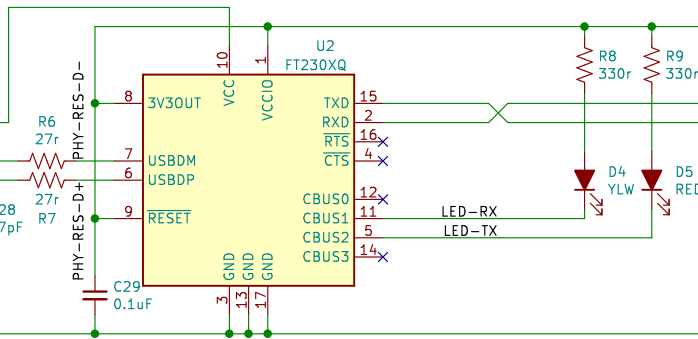 U2
FT230XQ
10
1
VCC
VCCIO
R8
330r
R9
330r
PHY-RES-D-
8
3V3OUT
TXD
15
R6
27r
RXD
2
RTS
16
7
USBDM
CTS
4
6
USBDP
27r
R7
PHY-RES-D+
D4
YLW
D5
RED
CBUS0
12
28
7pF
9
RESET
CBUS1
11
LED-RX
CBUS2
5
LED-TX
CBUS3
14
GND
GND
GND
3
13
17
C29
0.1uF